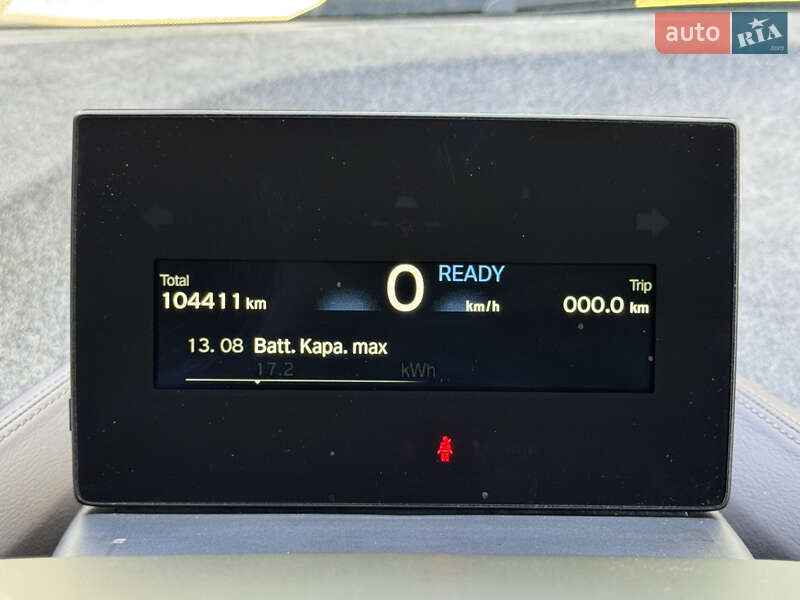 auto RIA
.com
Total
104411 km
0
READY
km/h
Trip
000.0 km
13. 08 Batt. Kapa. max
17.2 kWh